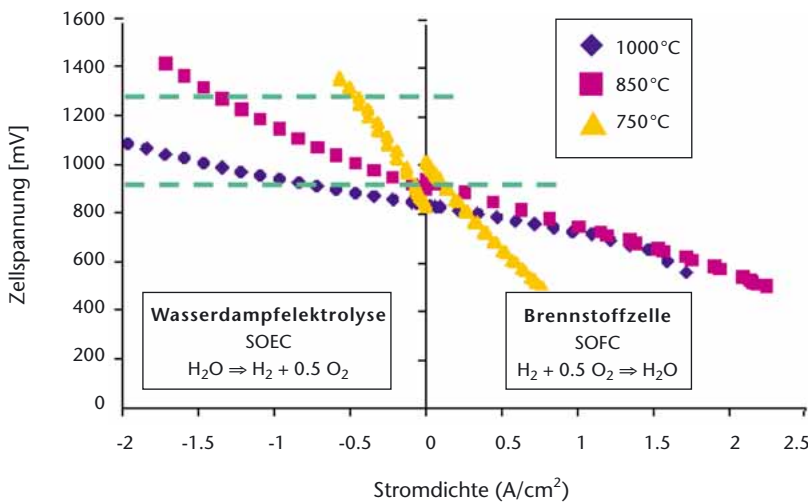 1600
1400
1200
1000
800
600
400
200
0
Zellspannung [mV]
1000°C
850°C
750°C
Wasserdampfelektrolyse
SOEC
H₂O ⇒ H₂ + 0.5 O₂
Brennstoffzelle
SOFC
H₂ + 0.5 O₂ ⇒ H₂O
-2 -1.5 -1 -0.5 0 0.5 1 1.5 2 2.5
Stromdichte (A/cm²)